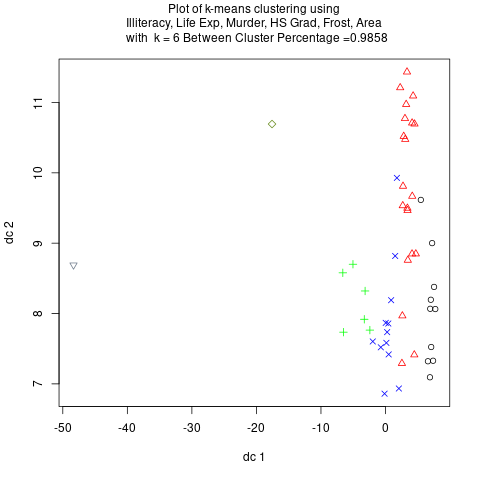 Plot of k-means clustering using
Illiteracy, Life Exp, Murder, HS Grad, Frost, Area
with k = 6 Between Cluster Percentage =0.9858
11
10
9
8
7
dc 2
-50 -40 -30 -20 -10 0
dc 1